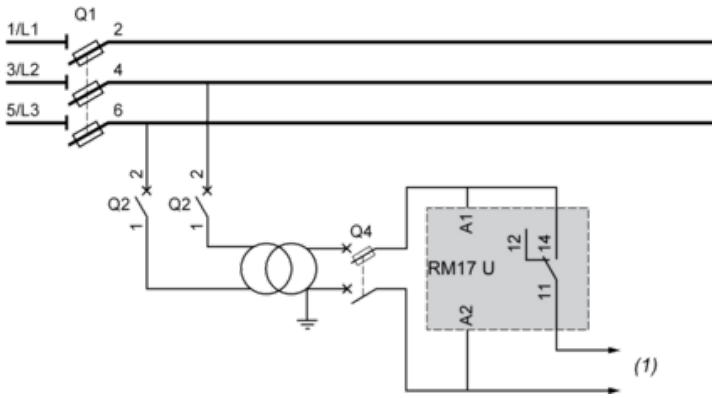 Q1
1/L1 2
3/L2 4
5/L3 6
2 2
Q2 Q2
1 1
Q4
A1
12 14
RM17 U
11
A2
(1)